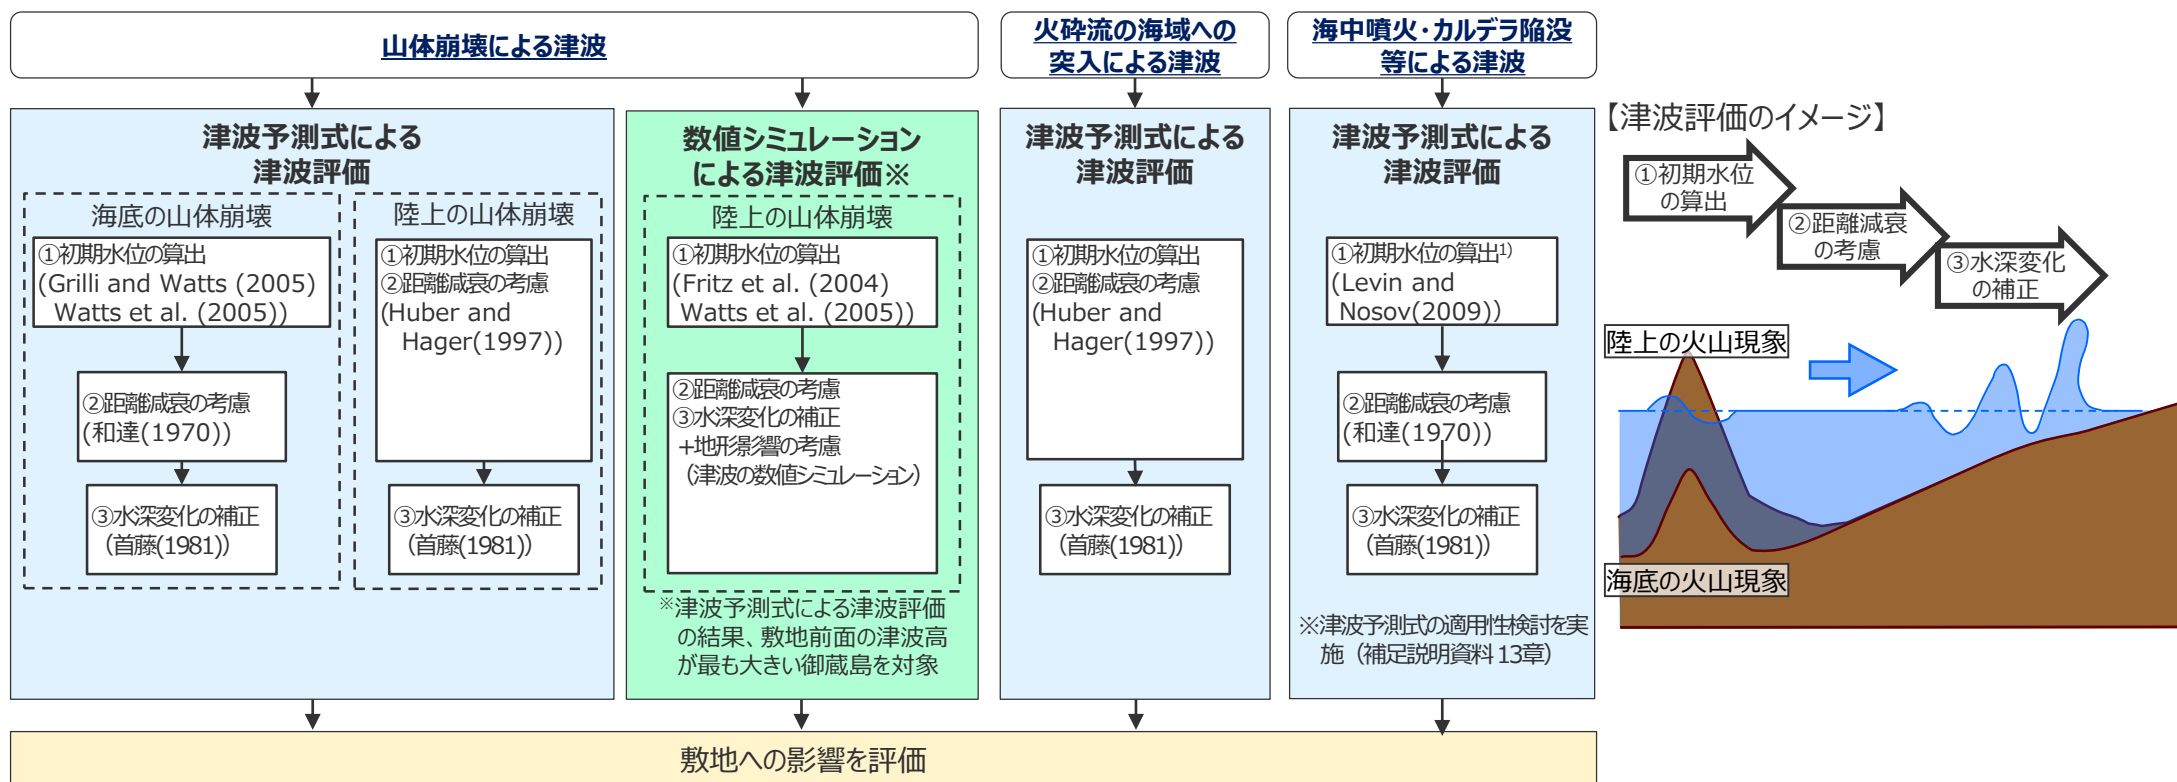 山体崩壊による津波
火砕流の海域への
突入による津波
海中噴火・カルデラ陥没
等による津波
津波予測式による
津波評価
海底の山体崩壊
①初期水位の算出
(Grilli and Watts (2005)
Watts et al. (2005))
②距離減衰の考慮
(和達(1970))
③水深変化の補正
(首藤(1981))
陸上の山体崩壊
①初期水位の算出
②距離減衰の考慮
(Huber and
Hager(1997))
③水深変化の補正
(首藤(1981))
数値シミュレーション
による津波評価※
陸上の山体崩壊
①初期水位の算出
(Fritz et al. (2004)
Watts et al. (2005))
②距離減衰の考慮
③水深変化の補正
+地形影響の考慮
(津波の数値シミュレーション)
※津波予測式による津波評価
の結果、敷地前面の津波高
が最も大きい御蔵島を対象
津波予測式による
津波評価
①初期水位の算出
②距離減衰の考慮
(Huber and
Hager(1997))
③水深変化の補正
(首藤(1981))
津波予測式による
津波評価
①初期水位の算出1)
(Levin and
Nosov(2009))
②距離減衰の考慮
(和達(1970))
③水深変化の補正
(首藤(1981))
※津波予測式の適用性検討を実
施(補足説明資料 13章)
敷地への影響を評価
【津波評価のイメージ】
①初期水位
の算出
②距離減衰
の考慮
③水深変化
の補正
陸上の火山現象
海底の火山現象